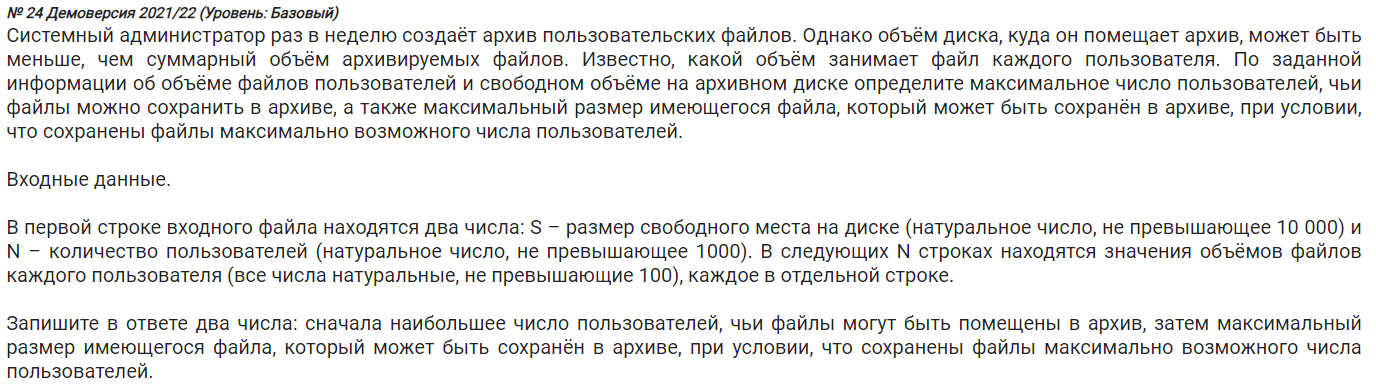 № 24 Демоверсия 2021/22 (Уровень: Базовый)
Системный администратор раз в неделю создаёт архив пользовательских файлов. Однако объём диска, куда он помещает архив, может быть
меньше, чем суммарный объём архивируемых файлов. Известно, какой объём занимает файл каждого пользователя. По заданной
информации об объёме файлов пользователей и свободном объёме на архивном диске определите максимальное число пользователей, чьи
файлы можно сохранить в архиве, а также максимальный размер имеющегося файла, который может быть сохранён в архиве, при условии,
что сохранены файлы максимально возможного числа пользователей.
Входные данные.
В первой строке входного файла находятся два числа: S – размер свободного места на диске (натуральное число, не превышающее 10 000) и
N – количество пользователей (натуральное число, не превышающее 1000). В следующих N строках находятся значения объёмов файлов
каждого пользователя (все числа натуральные, не превышающие 100), каждое в отдельной строке.
Запишите в ответе два числа: сначала наибольшее число пользователей, чьи файлы могут быть помещены в архив, затем максимальный
размер имеющегося файла, который может быть сохранён в архиве, при условии, что сохранены файлы максимально возможного числа
пользователей.